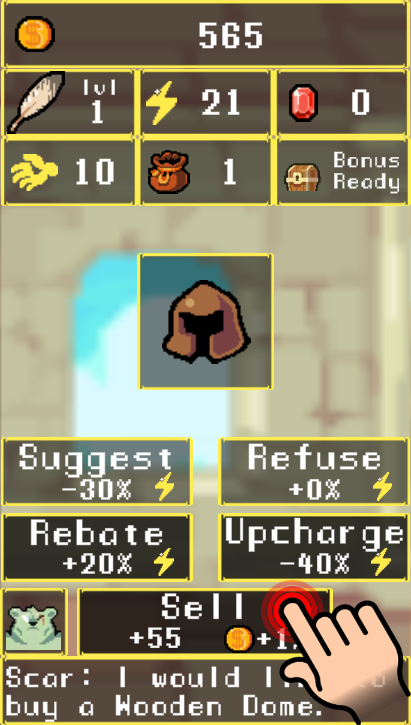 565
lvl
1
21
0
10
1
Bonus
Ready
Suggest
-30%
Refuse
+0%
Rebate
+20%
Upcharge
-40%
Sell
+55
Scar: I would
buy a Wooden Dome.